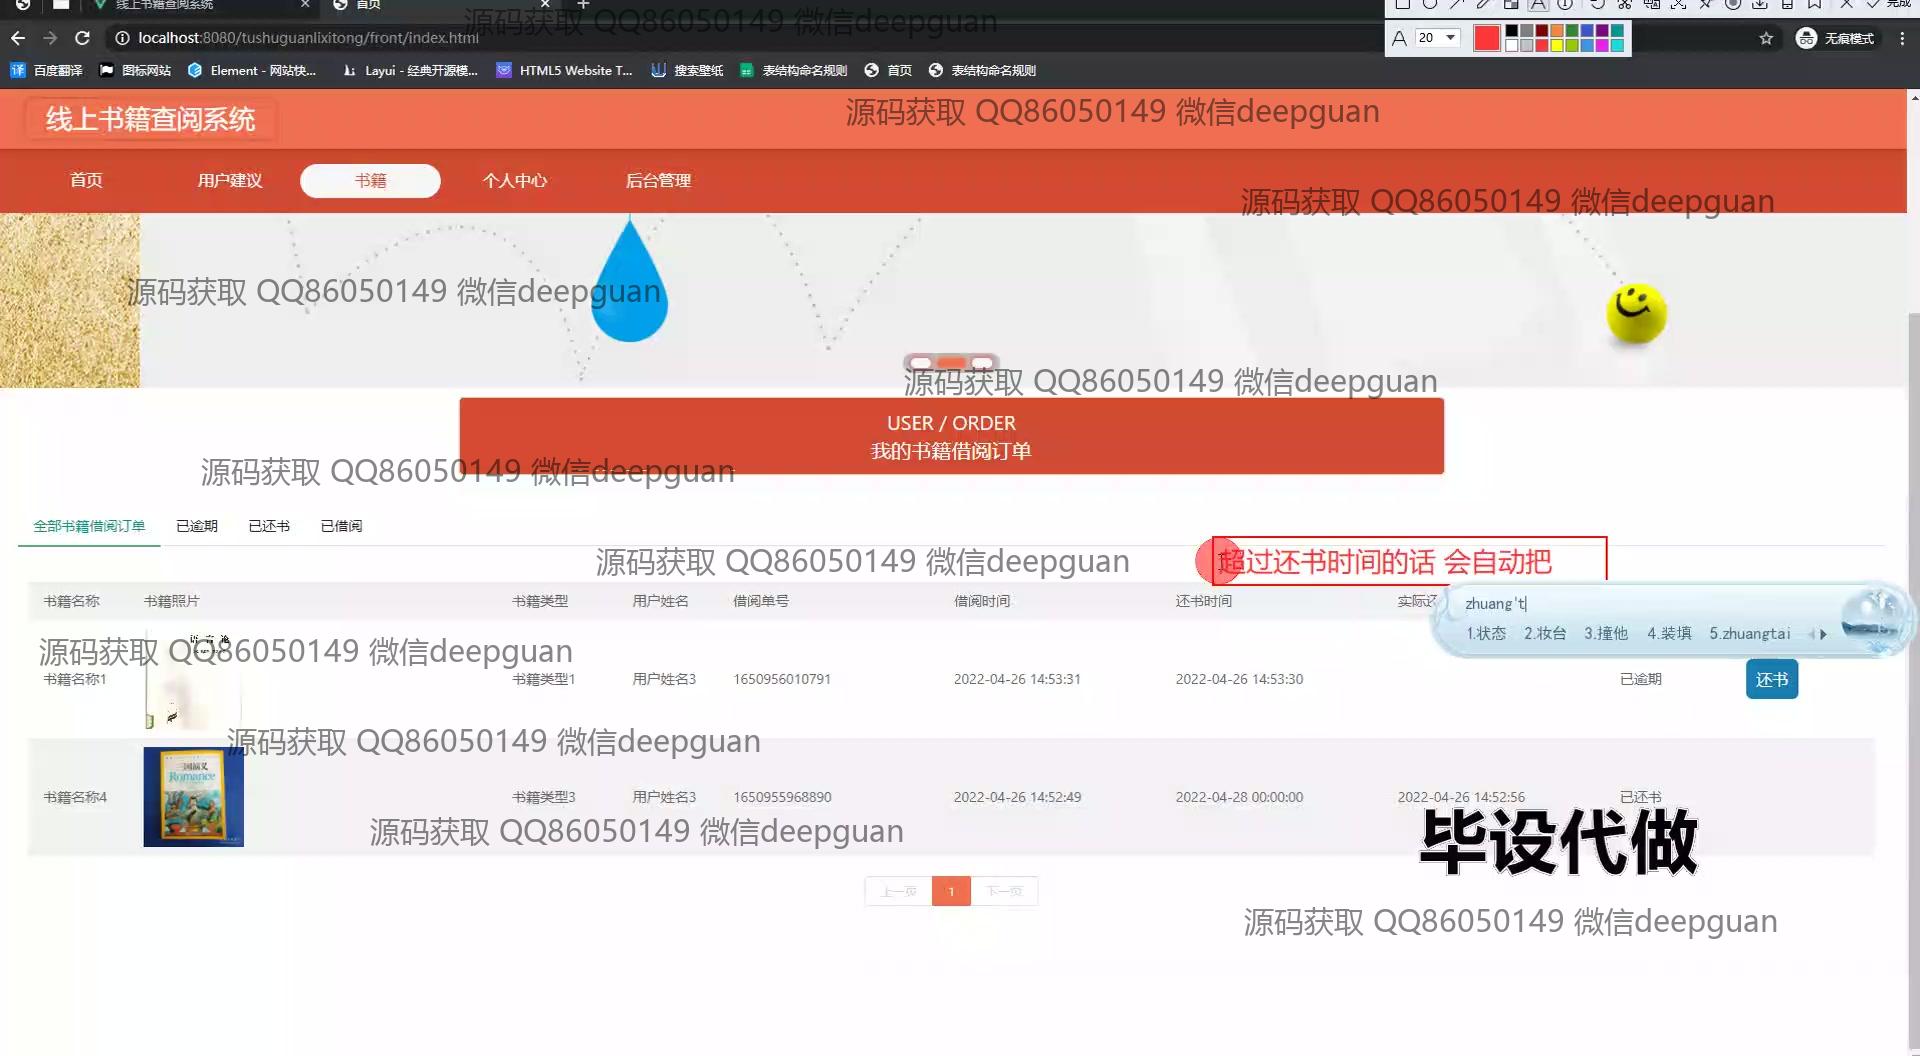 线上书籍查阅系统
首页
源码获取 QQ86050149 微信deepguan
localhost:8080/tushuguanlixitong/front/index.html
A 20
完成
无痕模式
百度翻译 图标网站 Element - 网站快... Layui - 经典开源模... HTML5 Website T... 搜索壁纸 表结构命名规则 首页 表结构命名规则
线上书籍查阅系统
源码获取 QQ86050149 微信deepguan
首页 用户建议 书籍 个人中心 后台管理
源码获取 QQ86050149 微信deepguan
源码获取 QQ86050149 微信deepguan
源码获取 QQ86050149 微信deepguan
USER / ORDER
我的书籍借阅订单
源码获取 QQ86050149 微信deepguan
全部书籍借阅订单 已逾期 已还书 已借阅
源码获取 QQ86050149 微信deepguan
超过还书时间的话 会自动把
书籍名称 书籍照片 书籍类型 用户姓名 借阅单号 借阅时间 还书时间 实际还
zhuang't
1.状态 2.妆台 3.撞他 4.装填 5.zhuangtai
源码获取 QQ86050149 微信deepguan
书籍名称1 书籍类型1 用户姓名3 1650956010791 2022-04-26 14:53:31 2022-04-26 14:53:30 已逾期 还书
源码获取 QQ86050149 微信deepguan
三国演义
Romance
书籍名称4 书籍类型3 用户姓名3 1650955968890 2022-04-26 14:52:49 2022-04-28 00:00:00 2022-04-26 14:52:56 已还书
源码获取 QQ86050149 微信deepguan
毕设代做
上一页 1 下一页
源码获取 QQ86050149 微信deepguan